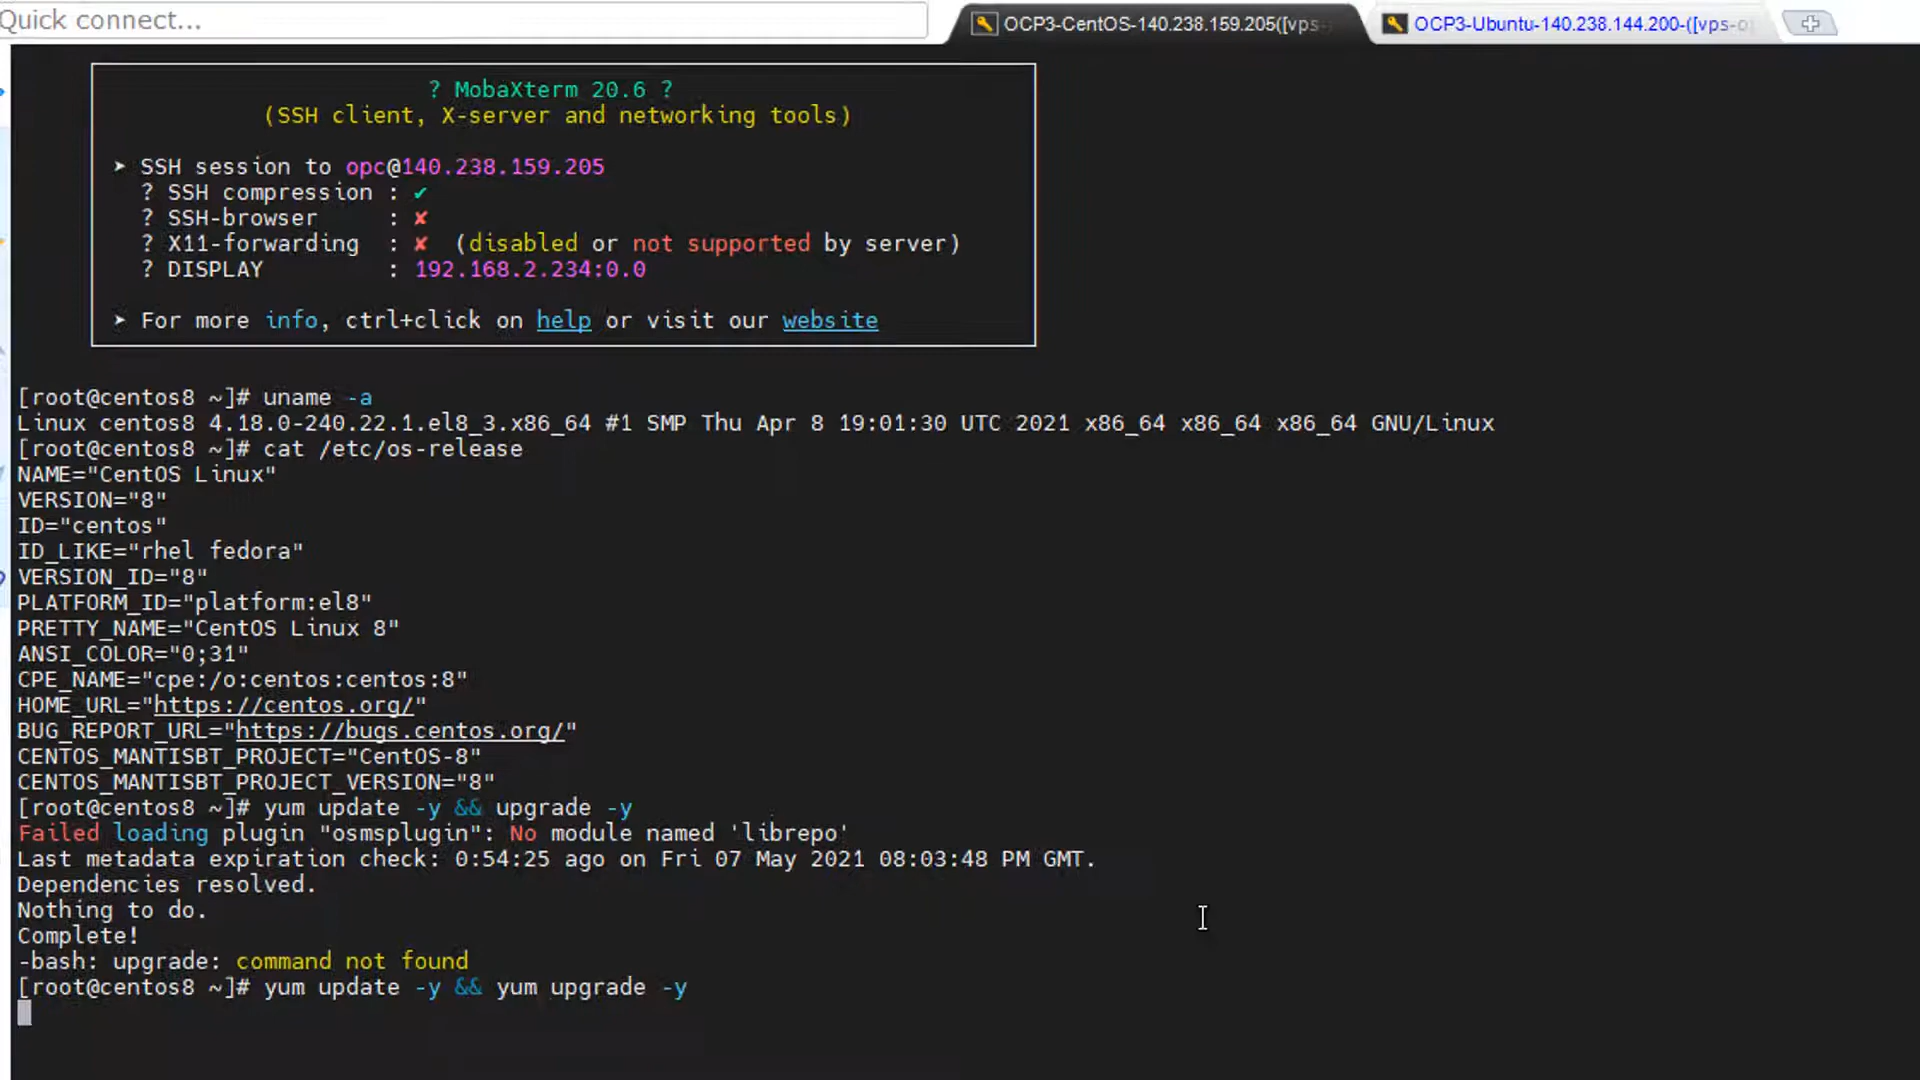 Quick connect...
OCP3-CentOS-140.238.159.205([vps-
OCP3-Ubuntu-140.238.144.200-([vps-o
? MobaXterm 20.6 ?
(SSH client, X-server and networking tools)
➤ SSH session to opc@140.238.159.205
? SSH compression : ✔
? SSH-browser : ✘
? X11-forwarding : ✘ (disabled or not supported by server)
? DISPLAY : 192.168.2.234:0.0
➤ For more info, ctrl+click on help or visit our website
[root@centos8 ~]# uname -a
Linux centos8 4.18.0-240.22.1.el8_3.x86_64 #1 SMP Thu Apr 8 19:01:30 UTC 2021 x86_64 x86_64 x86_64 GNU/Linux
[root@centos8 ~]# cat /etc/os-release
NAME="CentOS Linux"
VERSION="8"
ID="centos"
ID_LIKE="rhel fedora"
VERSION_ID="8"
PLATFORM_ID="platform:el8"
PRETTY_NAME="CentOS Linux 8"
ANSI_COLOR="0;31"
CPE_NAME="cpe:/o:centos:centos:8"
HOME_URL="https://centos.org/"
BUG_REPORT_URL="https://bugs.centos.org/"
CENTOS_MANTISBT_PROJECT="CentOS-8"
CENTOS_MANTISBT_PROJECT_VERSION="8"
[root@centos8 ~]# yum update -y && upgrade -y
Failed loading plugin "osmsplugin": No module named 'librepo'
Last metadata expiration check: 0:54:25 ago on Fri 07 May 2021 08:03:48 PM GMT.
Dependencies resolved.
Nothing to do.
Complete!
-bash: upgrade: command not found
[root@centos8 ~]# yum update -y && yum upgrade -y